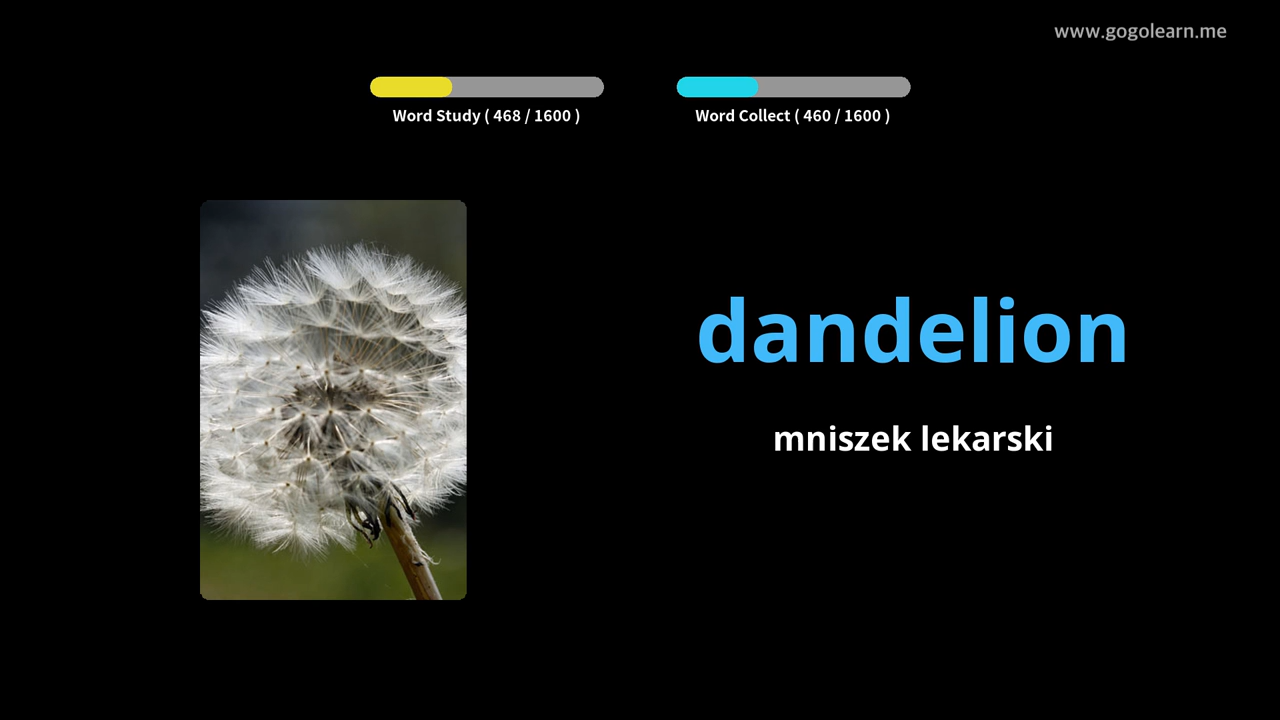 www.gogolearn.me
Word Study ( 468 / 1600 )
Word Collect ( 460 / 1600 )
dandelion
mniszek lekarski